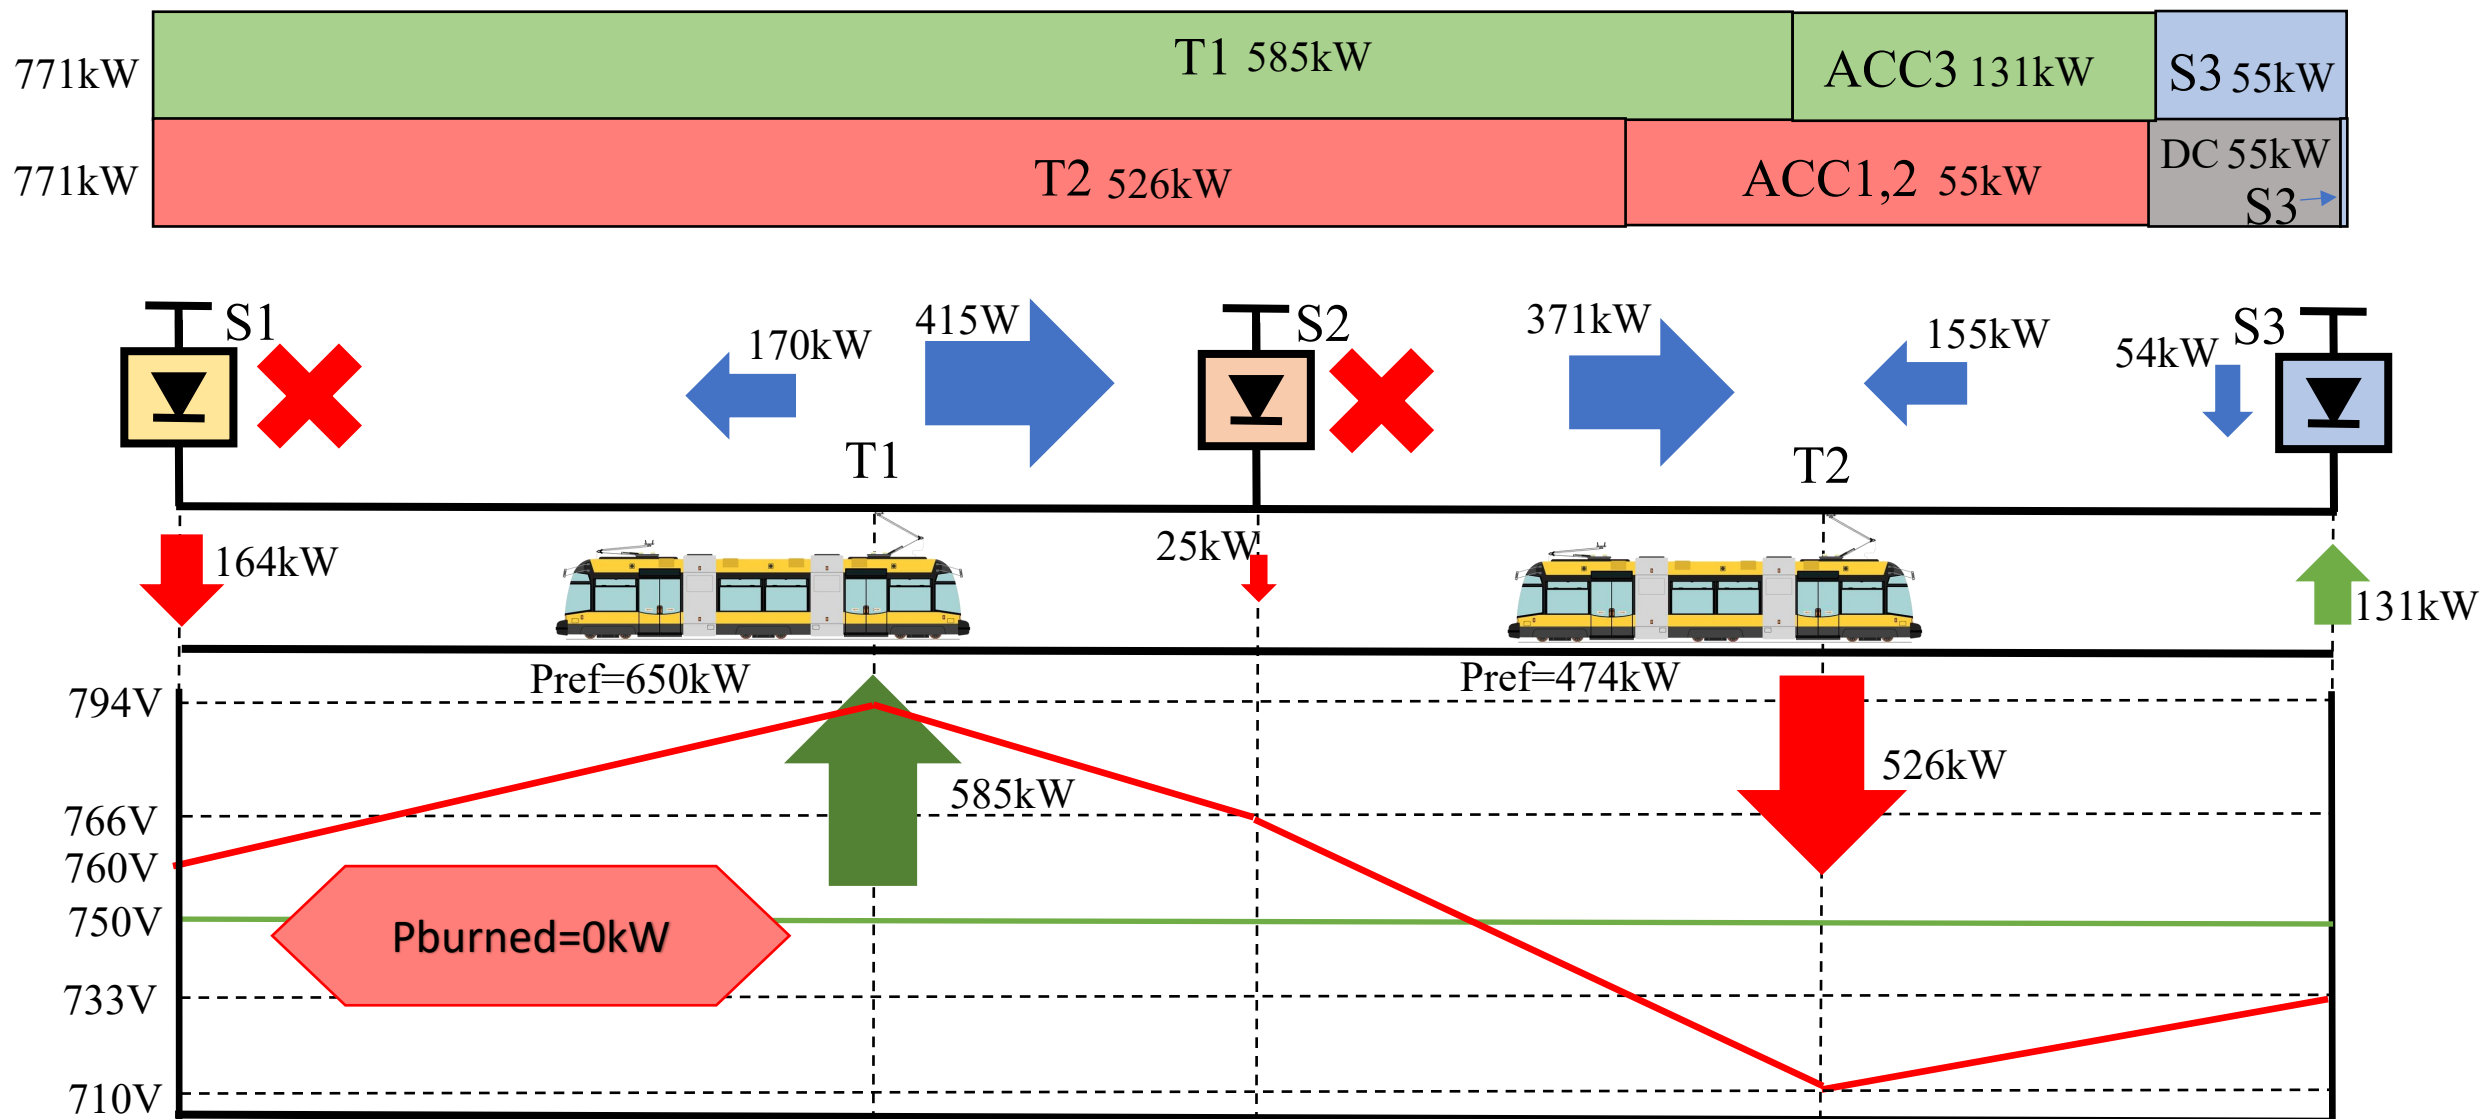 771kW
T1 585kW
ACC3 131kW
S3 55kW
771kW
T2 526kW
ACC1,2 55kW
DC 55kW
S3
S1
170kW
415W
S2
371kW
155kW
54kW
S3
T1
T2
164kW
25kW
131kW
Pref=650kW
Pref=474kW
794V
585kW
526kW
766V
760V
750V
Pburned=0kW
733V
710V